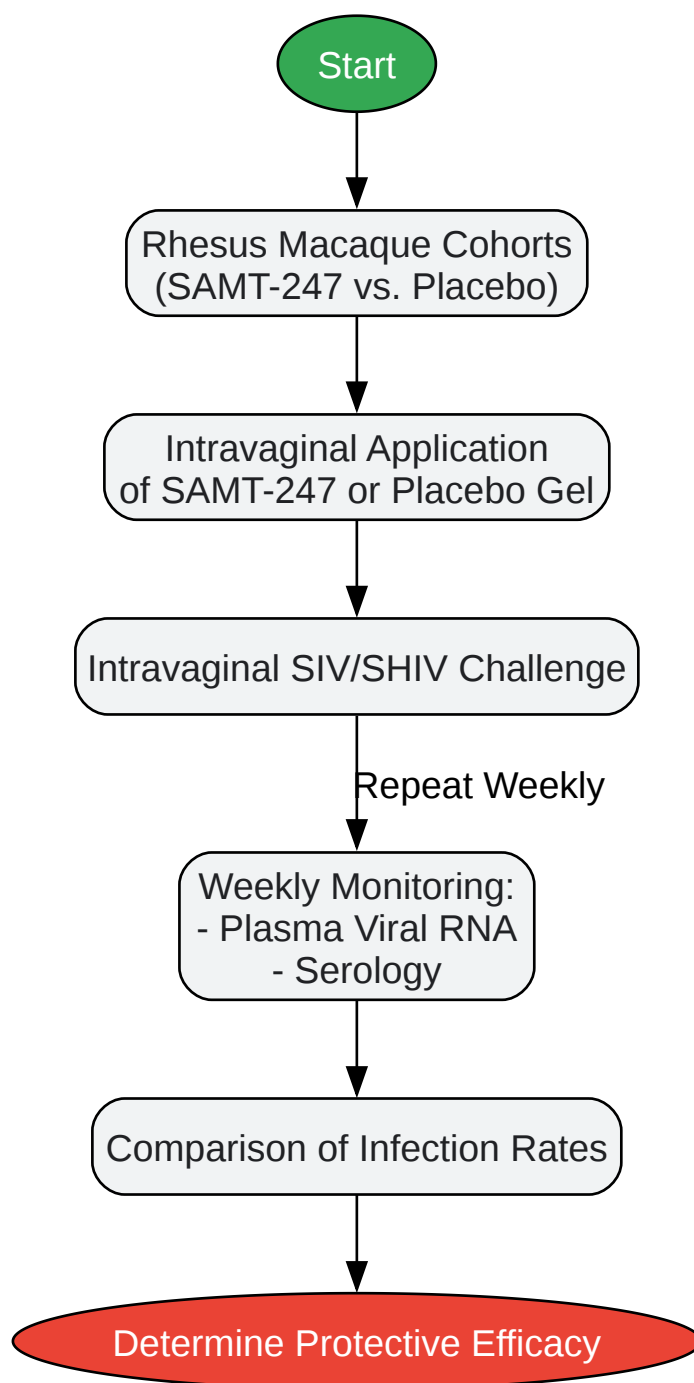 Start
Rhesus Macaque Cohorts
(SAMT-247 vs. Placebo)
Intravaginal Application
of SAMT-247 or Placebo Gel
Intravaginal SIV/SHIV Challenge
Repeat Weekly
Weekly Monitoring:
- Plasma Viral RNA
- Serology
Comparison of Infection Rates
Determine Protective Efficacy